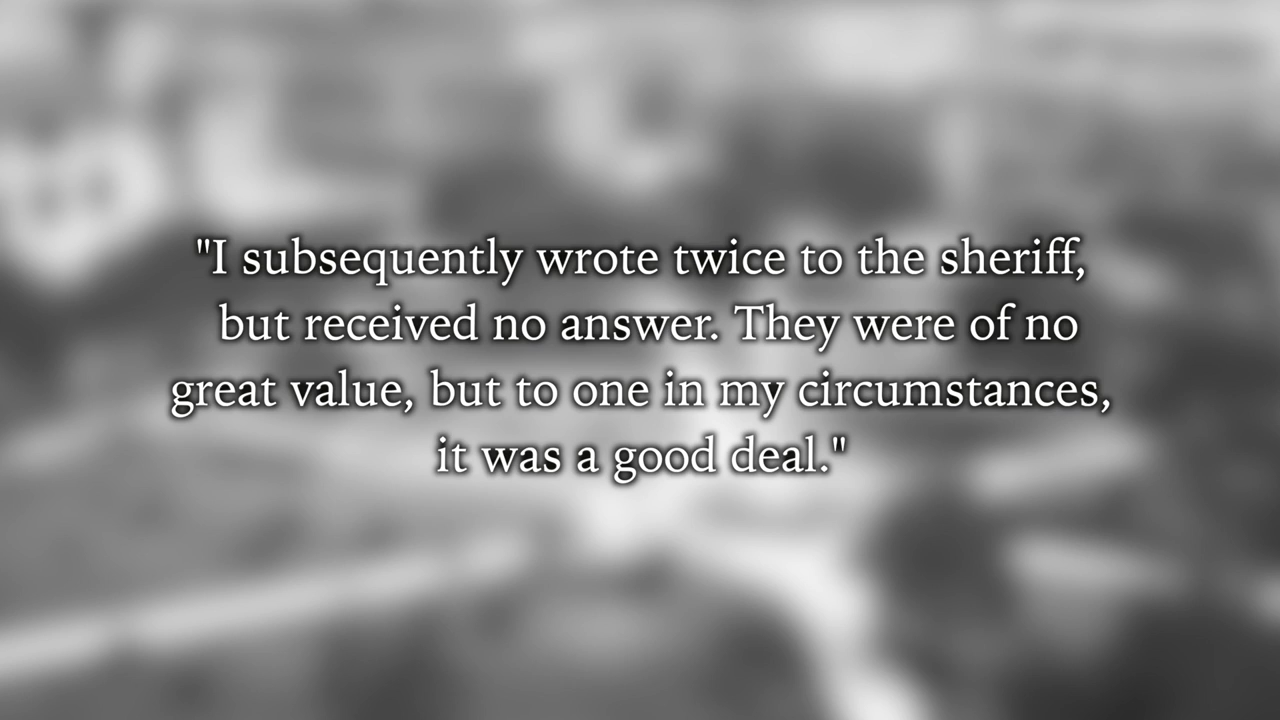 "I subsequently wrote twice to the sheriff,
but received no answer. They were of no
great value, but to one in my circumstances,
it was a good deal."